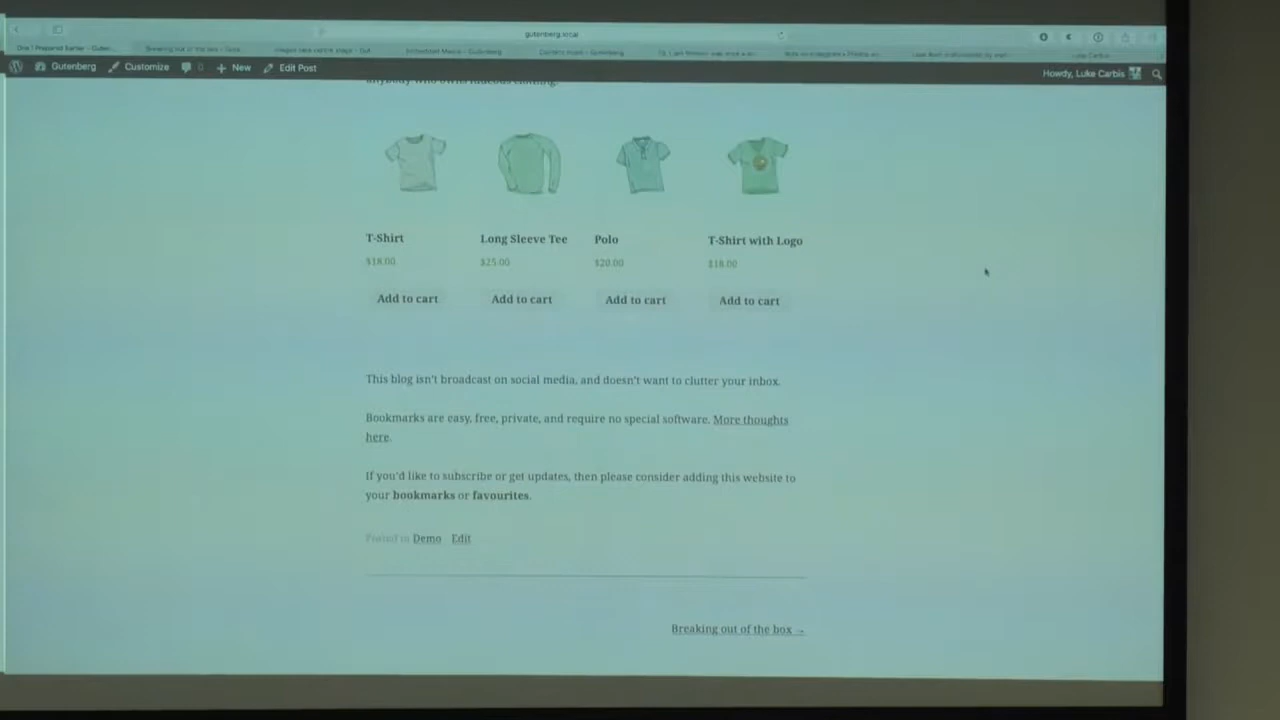 gutenberg.local
Gutenberg Customize 0 New Edit Post Howdy, Luke Carbis
T-Shirt Long Sleeve Tee Polo T-Shirt with Logo
$18.00 $25.00 $20.00 $18.00
Add to cart Add to cart Add to cart Add to cart
This blog isn't broadcast on social media, and doesn't want to clutter your inbox.
Bookmarks are easy, free, private, and require no special software. More thoughts
here.
If you'd like to subscribe or get updates, then please consider adding this website to
your bookmarks or favourites.
Posted in Demo Edit
Breaking out of the box →